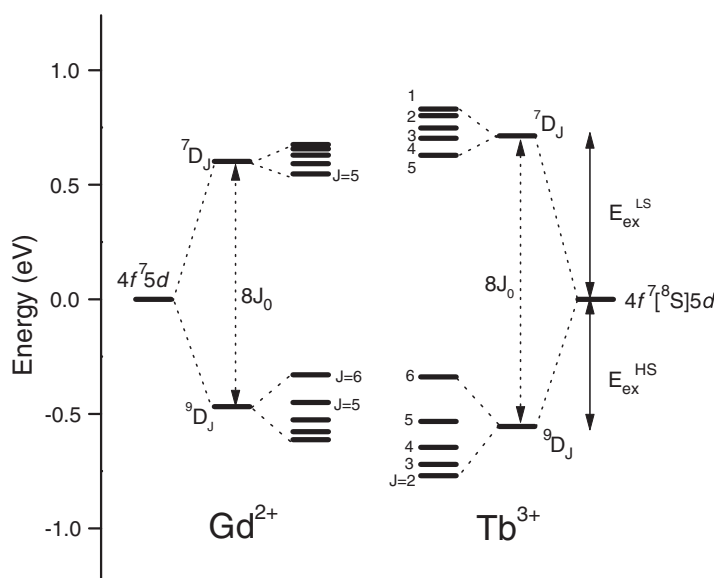 Energy (eV)
1.0
0.5
0.0
-0.5
-1.0
4f⁷5d
⁷D_J
8J₀
⁹D_J
J=5
J=6
J=5
Gd²⁺
1
2
3
4
5
⁷D_J
8J₀
⁹D_J
6
5
4
3
J=2
Tb³⁺
E_ex^LS
4f⁷[⁸S]5d
E_ex^HS